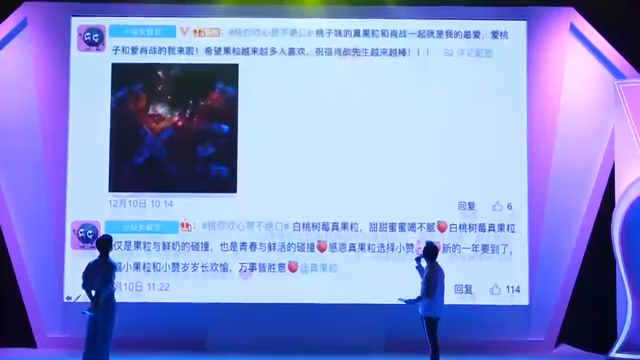 #桃你欢心赞不绝口# 桃子味的真果粒和肖战一起就是我的最爱，爱桃
子和爱肖战的我来啦！希望果粒越来越多人喜欢，祝福肖战先生越来越棒！！！ 评论配图
12月10日 10:14
回复 6
#桃你欢心赞不绝口# 白桃树莓真果粒，甜甜蜜蜜喝不腻 白桃树莓真果粒
仅是果粒与鲜奶的碰撞，也是青春与鲜活的碰撞 感恩真果粒选择小赞 新的一年要到了，
福小果粒和小赞岁岁长欢愉，万事皆胜意 @真果粒
月10日 11:22
回复 114